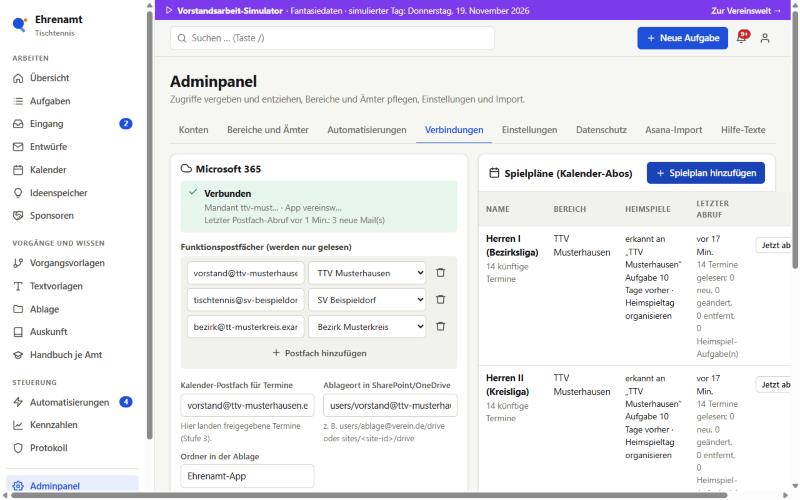 Ehrenamt
Tischtennis
ARBEITEN
Übersicht
Aufgaben
Eingang 2
Entwürfe
Kalender
Ideenspeicher
Sponsoren
VORGÄNGE UND WISSEN
Vorgangsvorlagen
Textvorlagen
Ablage
Auskunft
Handbuch je Amt
STEUERUNG
Automatisierungen 4
Kennzahlen
Protokoll
Adminpanel
Vorstandsarbeit-Simulator · Fantasiedaten · simulierter Tag: Donnerstag, 19. November 2026
Zur Vereinswelt →
Suchen … (Taste /)
+ Neue Aufgabe
9+
Adminpanel
Zugriffe vergeben und entziehen, Bereiche und Ämter pflegen, Einstellungen und Import.
Konten Bereiche und Ämter Automatisierungen Verbindungen Einstellungen Datenschutz Asana-Import Hilfe-Texte
Microsoft 365
Verbunden
Mandant ttv-must… · App vereinsw…
Letzter Postfach-Abruf vor 1 Min.: 3 neue Mail(s)
Funktionspostfächer (werden nur gelesen)
vorstand@ttv-musterhause TTV Musterhausen
tischtennis@sv-beispieldor SV Beispieldorf
bezirk@tt-musterkreis.exar Bezirk Musterkreis
+ Postfach hinzufügen
Kalender-Postfach für Termine
vorstand@ttv-musterhausen.e
Hier landen freigegebene Termine
(Stufe 3).
Ablageort in SharePoint/OneDrive
users/vorstand@ttv-musterhau
z. B. users/ablage@verein.de/drive
oder sites/<site-id>/drive
Ordner in der Ablage
Ehrenamt-App
Spielpläne (Kalender-Abos)
+ Spielplan hinzufügen
NAME BEREICH HEIMSPIELE LETZTER
ABRUF
Herren I
(Bezirksliga)
14 künftige
Termine
TTV
Musterhausen
erkannt an
„TTV
Musterhausen“
Aufgabe 10
Tage vorher ·
Heimspieltag
organisieren
vor 17
Min.
14 Termine
gelesen: 0
neu, 0
geändert,
0 entfernt,
0
Heimspiel-
Aufgabe(n)
Jetzt ab
Herren II
(Kreisliga)
14 künftige
Termine
TTV
Musterhausen
erkannt an
„TTV
Musterhausen“
Aufgabe 10
Tage vorher ·
Heimspieltag
organisieren
vor 17
Min.
14 Termine
gelesen: 0
neu, 0
geändert,
0 entfernt,
0
Heimspiel-
Jetzt ab